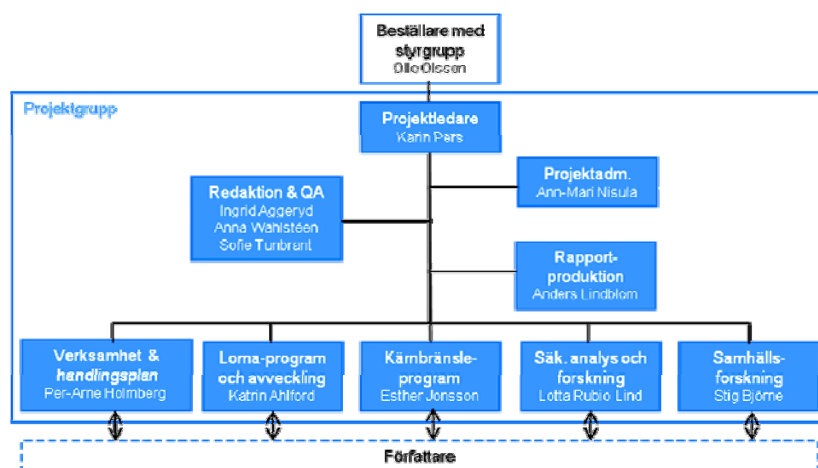 Beställare med
styrgrupp
Olle Olsson
Projektgrupp
Projektledare
Karin Pers
Projektadm.
Ann-Mari Nisula
Redaktion & QA
Ingrid Aggeryd
Anna Wahlstéen
Sofie Tunbrant
Rapport-
produktion
Anders Lindblom
Verksamhet &
handlingsplan
Per-Arne Holmberg
Loma-program
och avveckling
Katrin Ahlford
Kärnbränsle-
program
Esther Jonsson
Säk. analys och
forskning
Lotta Rubio Lind
Samhälls-
forskning
Stig Björne
Författare